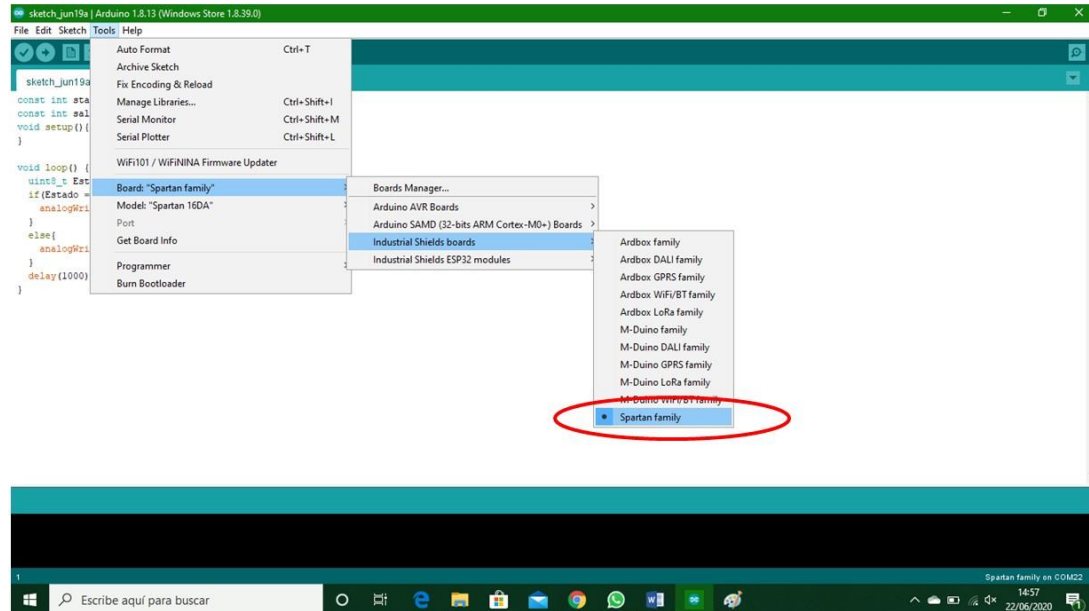 sketch_jun19a | Arduino 1.8.13 (Windows Store 1.8.39.0)
File Edit Sketch Tools Help
sketch_jun19a
const int sta
const int sal
void setup(){
}
void loop() {
uint8_t Est
if(Estado =
analogWri
}
else{
analogWri
}
delay(1000)
}
Auto Format Ctrl+T
Archive Sketch
Fix Encoding & Reload
Manage Libraries... Ctrl+Shift+I
Serial Monitor Ctrl+Shift+M
Serial Plotter Ctrl+Shift+L
WiFi101 / WiFiNINA Firmware Updater
Board: "Spartan family"
Model: "Spartan 16DA"
Port
Get Board Info
Programmer
Burn Bootloader
Boards Manager...
Arduino AVR Boards
Arduino SAMD (32-bits ARM Cortex-M0+) Boards
Industrial Shields boards
Industrial Shields ESP32 modules
Ardbox family
Ardbox DALI family
Ardbox GPRS family
Ardbox WiFi/BT family
Ardbox LoRa family
M-Duino family
M-Duino DALI family
M-Duino GPRS family
M-Duino LoRa family
M-Duino WiFi/BT family
Spartan family
1
Spartan family on COM22
Escribe aquí para buscar
14:57
22/06/2020